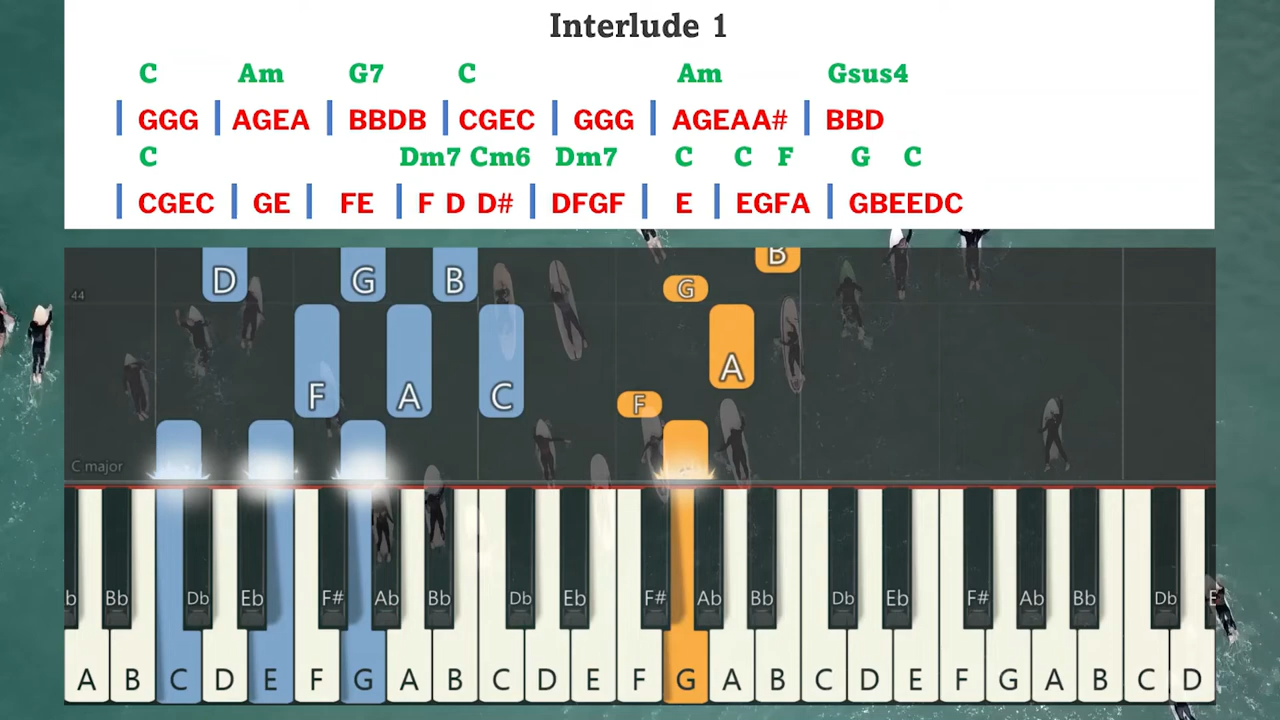 Interlude 1
C Am G7 C Am Gsus4
| GGG | AGEA | BBDB | CGEC | GGG | AGEAA# | BBD
C Dm7 Cm6 Dm7 C C F G C
| CGEC | GE | FE | F D D# | DFGF | E | EGFA | GBEEDC
D G B G B
44
F A C F A
C major
b Bb Db Eb F# Ab Bb Db Eb F# Ab Bb Db Eb F# Ab Bb Db E
A B C D E F G A B C D E F G A B C D E F G A B C D